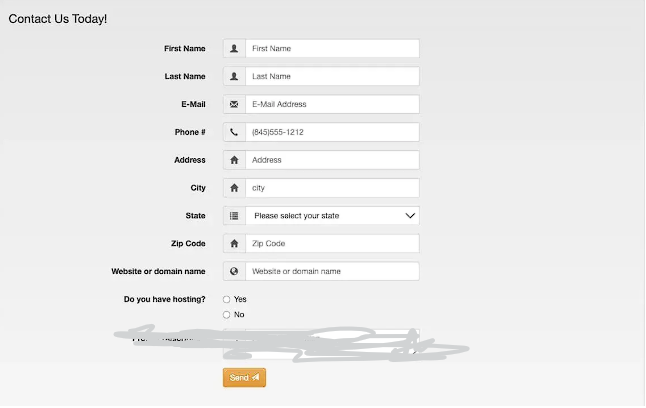 Contact Us Today!
First Name First Name
Last Name Last Name
E-Mail E-Mail Address
Phone # (845)555-1212
Address Address
City city
State Please select your state
Zip Code Zip Code
Website or domain name Website or domain name
Do you have hosting? Yes
No
Send